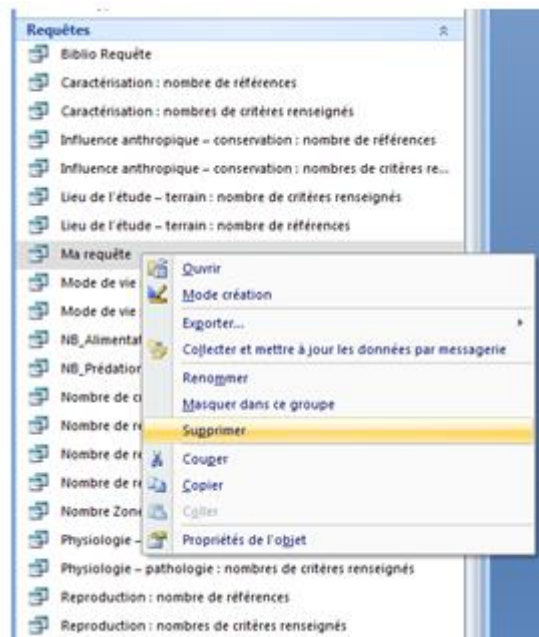 Requêtes
Biblio Requête
Caractérisation : nombre de références
Caractérisation : nombres de critères renseignés
Influence anthropique – conservation : nombre de références
Influence anthropique – conservation : nombres de critères re...
Lieu de l'étude – terrain : nombre de critères renseignés
Lieu de l'étude – terrain : nombre de références
Ma requête
Ouvrir
Mode de vie
Mode création
Mode de vie
Exporter...
NB_Alimentat
Collecter et mettre à jour les données par messagerie
NB_Prédation
Renommer
Nombre de c
Masquer dans ce groupe
Nombre de r
Supprimer
Nombre de r
Couper
Nombre de r
Copier
Nombre Zone
Coller
Physiologie –
Propriétés de l'objet
Physiologie – pathologie : nombres de critères renseignés
Reproduction : nombre de références
Reproduction : nombres de critères renseignés